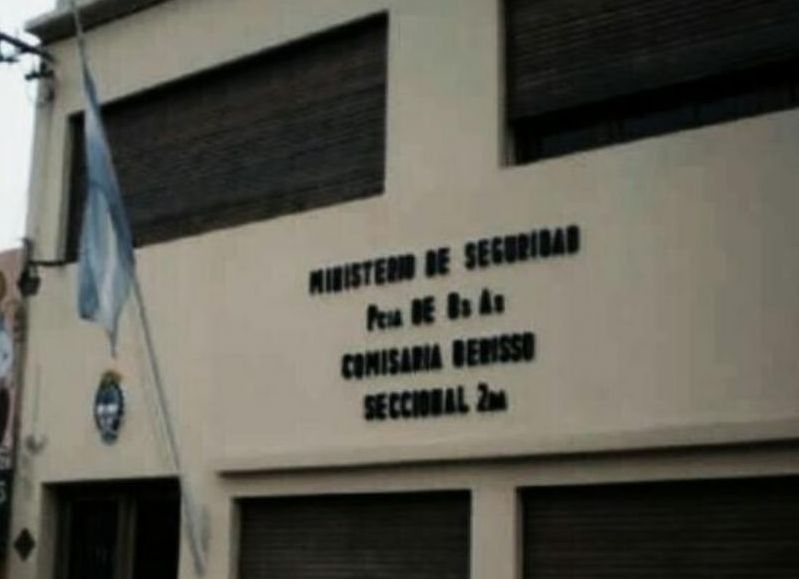 MINISTERIO DE SEGURIDAD
PCIA DE BS AS
COMISARIA BERISSO
SECCIONAL 2DA